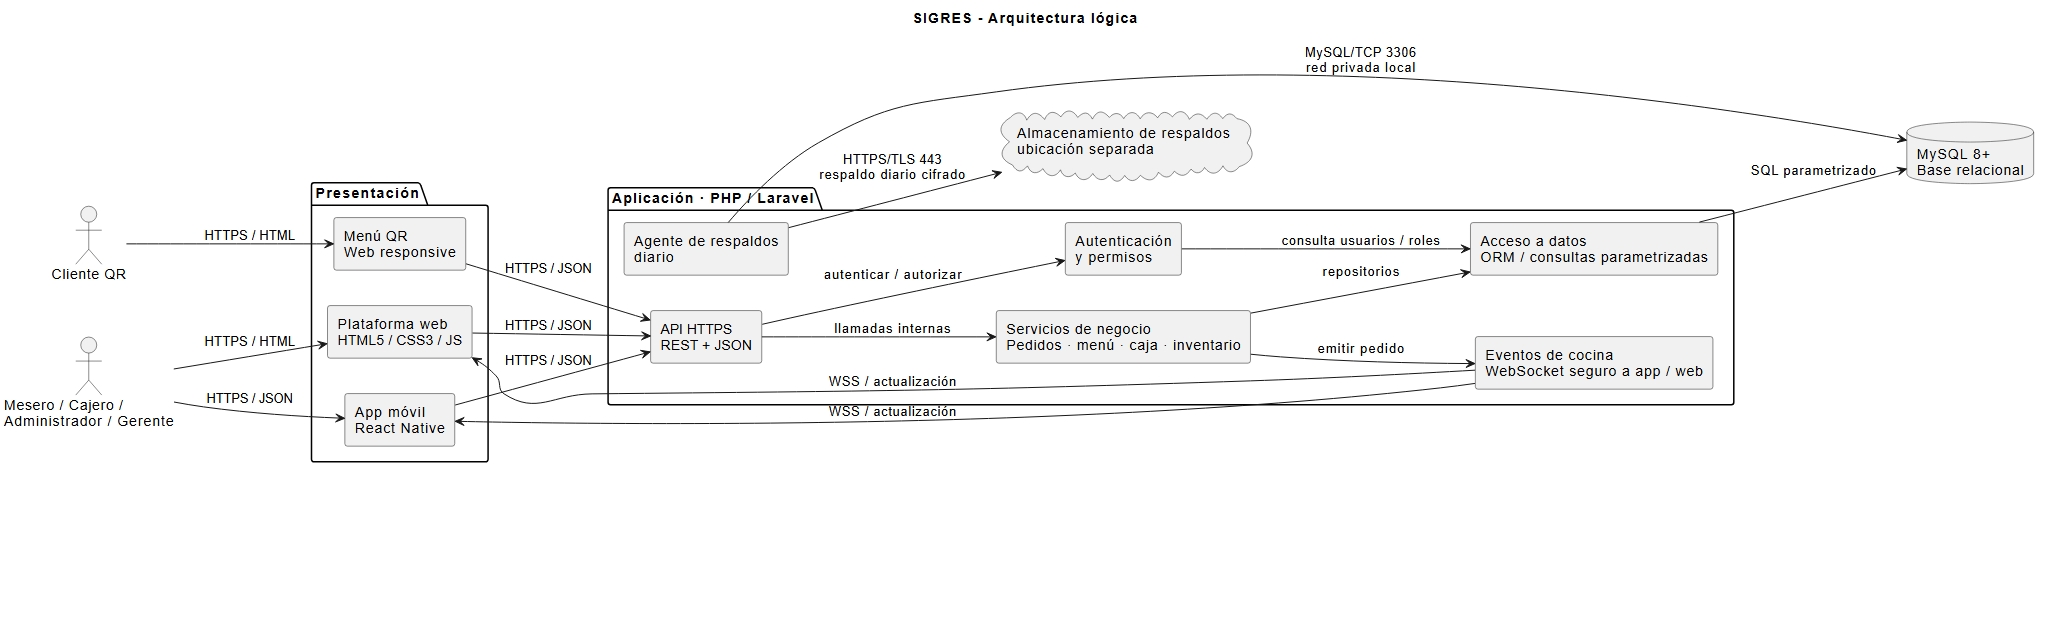 SIGRES - Arquitectura lógica
MySQL/TCP 3306
red privada local
Almacenamiento de respaldos
ubicación separada
HTTPS/TLS 443
respaldo diario cifrado
MySQL 8+
Base relacional
SQL parametrizado
Presentación
Aplicación · PHP / Laravel
Cliente QR
HTTPS / HTML
Menú QR
Web responsive
HTTPS / JSON
Agente de respaldos
diario
Autenticación
y permisos
consulta usuarios / roles
Acceso a datos
ORM / consultas parametrizadas
autenticar / autorizar
repositorios
Mesero / Cajero /
Administrador / Gerente
HTTPS / HTML
Plataforma web
HTML5 / CSS3 / JS
HTTPS / JSON
API HTTPS
REST + JSON
llamadas internas
Servicios de negocio
Pedidos · menú · caja · inventario
emitir pedido
Eventos de cocina
WebSocket seguro a app / web
HTTPS / JSON
HTTPS / JSON
App móvil
React Native
WSS / actualización
WSS / actualización